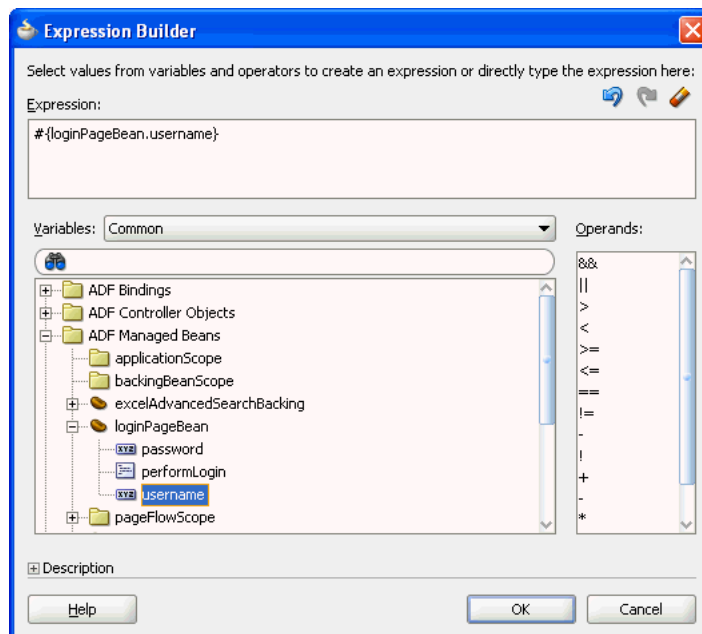 Expression Builder
Select values from variables and operators to create an expression or directly type the expression here:
Expression:
#{loginPageBean.username}
Variables: Common
Operands:
ADF Bindings
ADF Controller Objects
ADF Managed Beans
applicationScope
backingBeanScope
excelAdvancedSearchBacking
loginPageBean
xyz password
performLogin
xyz username
pageFlowScope
&&
||
>
<
>=
<=
==
!=
-
!
+
-
*
Description
Help
OK
Cancel